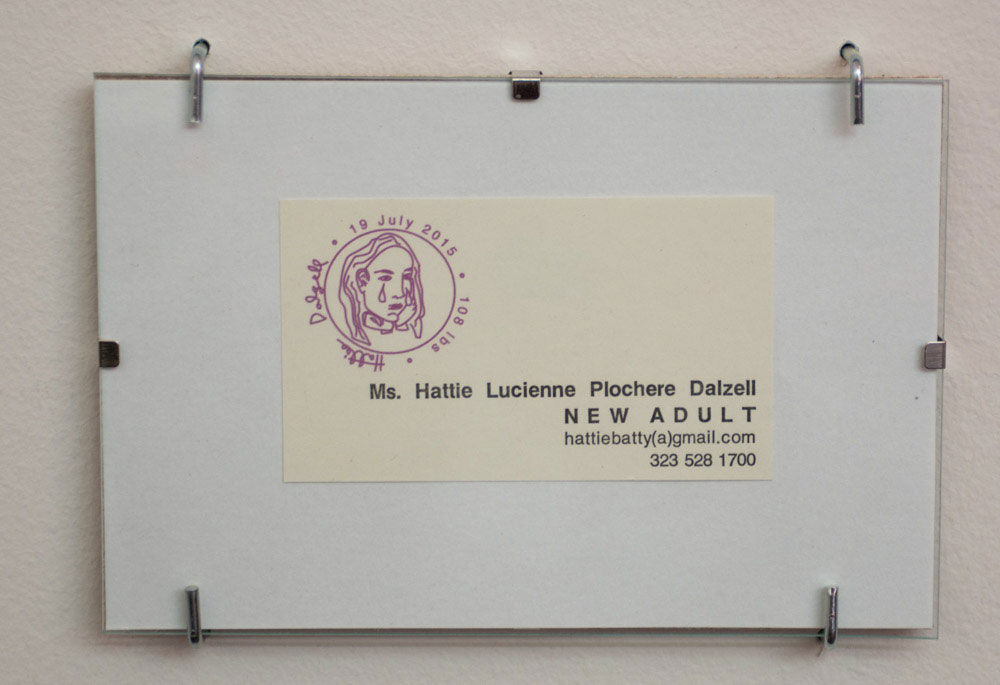 Hattie Dalzell • 19 July 2015 • 108 lbs •
Ms. Hattie Lucienne Plochere Dalzell
NEW ADULT
hattiebatty(a)gmail.com
323 528 1700